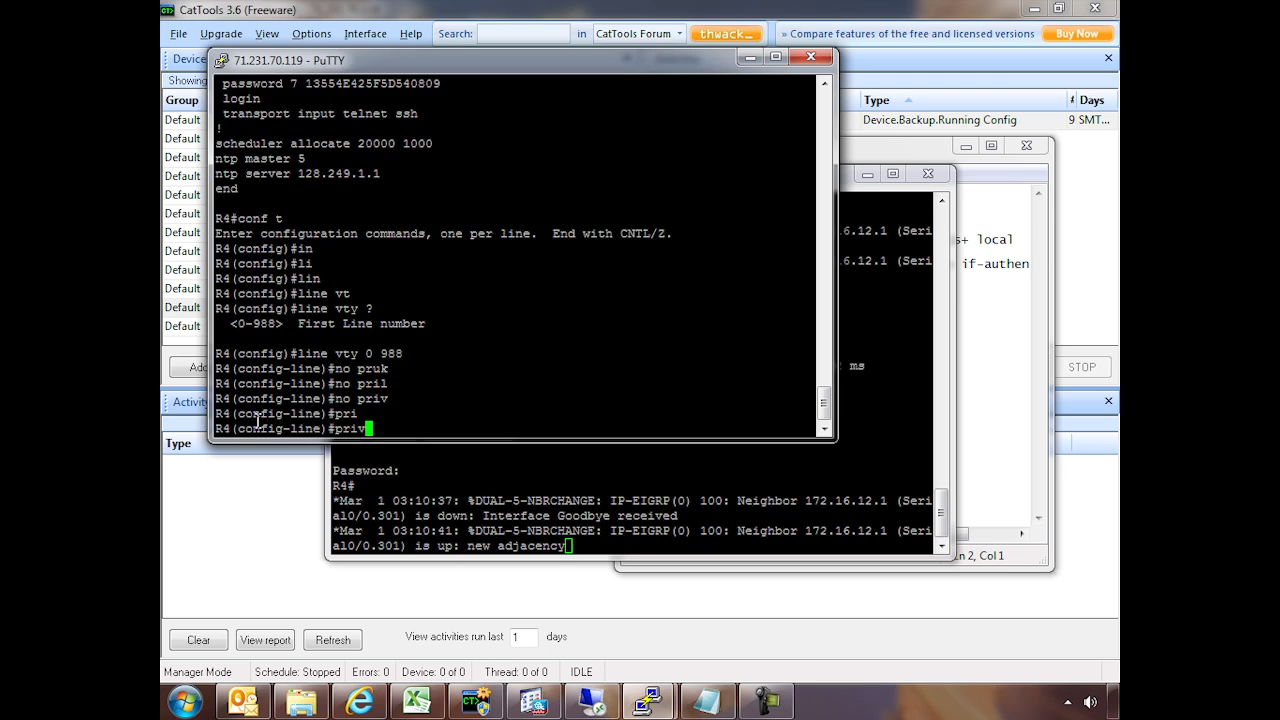 CatTools 3.6 (Freeware)
File Upgrade View Options Interface Search: in CatTools Forum thwack_ » Compare features of the free and licensed versions Buy Now
Device
Showing
Group Type Days
Default Device.Backup.Running Config 9 SMT...
Default
Default
Default
Default
Default
Default
Default
Default
Default
Default
Default
Add
STOP
71.231.70.119 - PuTTY
password 7 13554E425F5D540809
login
transport input telnet ssh
!
scheduler allocate 20000 1000
ntp master 5
ntp server 128.249.1.1
end
R4#conf t
Enter configuration commands, one per line.  End with CNTL/Z.
R4(config)#in
R4(config)#li
R4(config)#lin
R4(config)#line vt
R4(config)#line vty ?
<0-988>  First Line number
R4(config)#line vty 0 988
R4(config-line)#no pruk
R4(config-line)#no pril
R4(config-line)#no priv
R4(config-line)#pri
R4(config-line)#priv
16.12.1 (Seri
16.12.1 (Seri
ms
s+ local
if-authen
Password:
R4#
*Mar  1 03:10:37: %DUAL-5-NBRCHANGE: IP-EIGRP(0) 100: Neighbor 172.16.12.1 (Seri
al0/0.301) is down: Interface Goodbye received
*Mar  1 03:10:41: %DUAL-5-NBRCHANGE: IP-EIGRP(0) 100: Neighbor 172.16.12.1 (Seri
al0/0.301) is up: new adjacency
Ln 2, Col 1
Activity
Type
Clear View report Refresh View activities run last 1 days
Manager Mode Schedule: Stopped Errors: 0 Device: 0 of 0 Thread: 0 of 0 IDLE